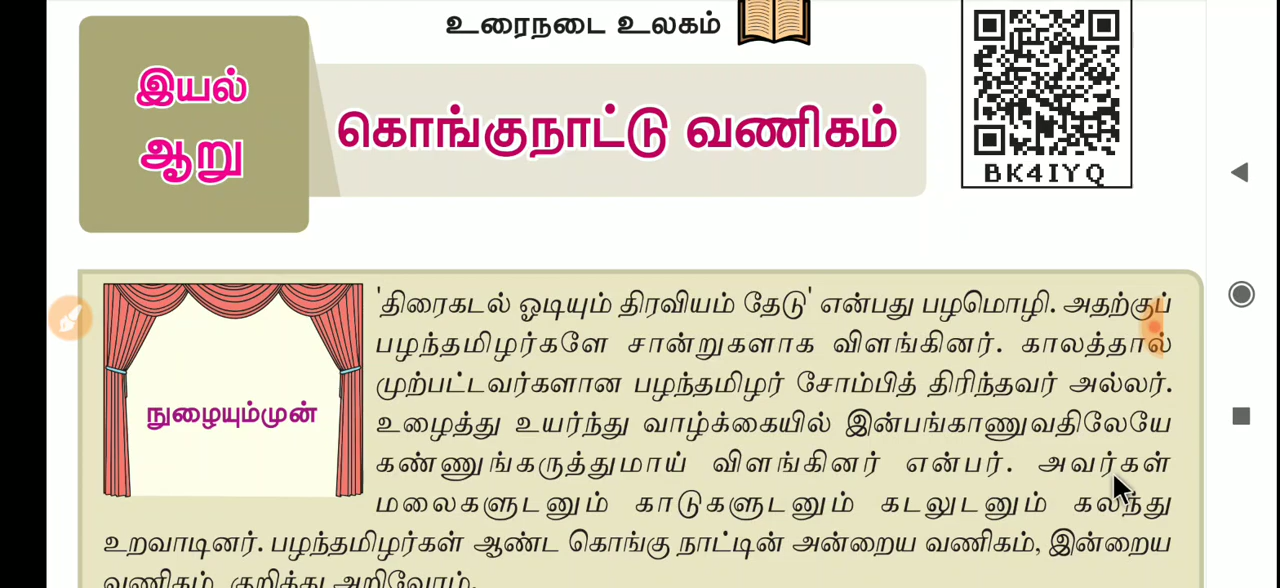 உரைநடை உலகம்
இயல்
ஆறு
கொங்குநாட்டு வணிகம்
BK4IYQ
'திரைகடல் ஓடியும் திரவியம் தேடு' என்பது பழமொழி. அதற்குப்
பழந்தமிழர்களே சான்றுகளாக விளங்கினர். காலத்தால்
முற்பட்டவர்களான பழந்தமிழர் சோம்பித் திரிந்தவர் அல்லர்.
உழைத்து உயர்ந்து வாழ்க்கையில் இன்பங்காணுவதிலேயே
கண்ணுங்கருத்துமாய் விளங்கினர் என்பர். அவர்கள்
மலைகளுடனும் காடுகளுடனும் கடலுடனும் கலந்து
உறவாடினர். பழந்தமிழர்கள் ஆண்ட கொங்கு நாட்டின் அன்றைய வணிகம், இன்றைய
வணிகம் குறித்து அறிவோம்.
நுழையும்முன்